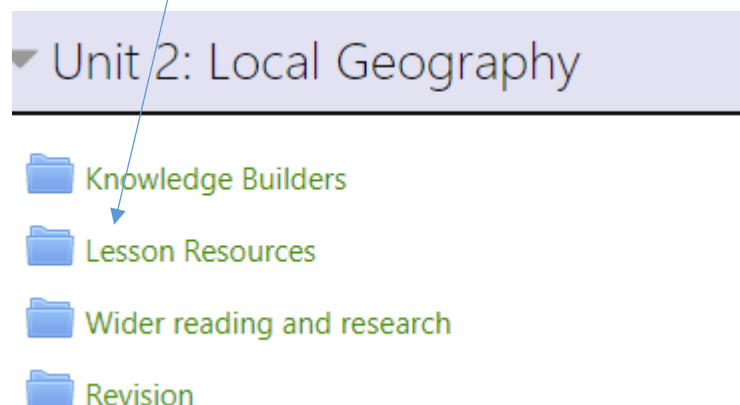 Unit 2: Local Geography
Knowledge Builders
Lesson Resources
Wider reading and research
Revision